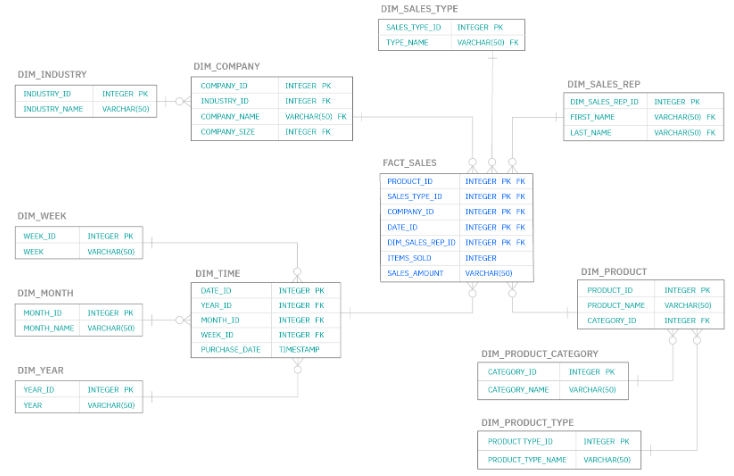 DIM_SALES_TYPE
SALES_TYPE_ID INTEGER PK
TYPE_NAME VARCHAR(50) FK
DIM_INDUSTRY
INDUSTRY_ID INTEGER PK
INDUSTRY_NAME VARCHAR(50)
DIM_COMPANY
COMPANY_ID INTEGER PK
INDUSTRY_ID INTEGER FK
COMPANY_NAME VARCHAR(50) FK
COMPANY_SIZE INTEGER FK
DIM_SALES_REP
DIM_SALES_REP_ID INTEGER PK
FIRST_NAME VARCHAR(50) FK
LAST_NAME VARCHAR(50) FK
FACT_SALES
PRODUCT_ID INTEGER PK FK
SALES_TYPE_ID INTEGER PK FK
COMPANY_ID INTEGER PK FK
DATE_ID INTEGER PK FK
DIM_SALES_REP_ID INTEGER PK FK
ITEMS_SOLD INTEGER
SALES_AMOUNT VARCHAR(50)
DIM_WEEK
WEEK_ID INTEGER PK
WEEK VARCHAR(50)
DIM_MONTH
MONTH_ID INTEGER PK
MONTH_NAME VARCHAR(50)
DIM_YEAR
YEAR_ID INTEGER PK
YEAR VARCHAR(50)
DIM_TIME
DATE_ID INTEGER PK
YEAR_ID INTEGER FK
MONTH_ID INTEGER FK
WEEK_ID INTEGER FK
PURCHASE_DATE TIMESTAMP
DIM_PRODUCT
PRODUCT_ID INTEGER PK
PRODUCT_NAME VARCHAR(50)
CATEGORY_ID INTEGER FK
DIM_PRODUCT_CATEGORY
CATEGORY_ID INTEGER PK
CATEGORY_NAME VARCHAR(50)
DIM_PRODUCT_TYPE
PRODUCT TYPE_ID INTEGER PK
PRODUCT_TYPE_NAME VARCHAR(50)